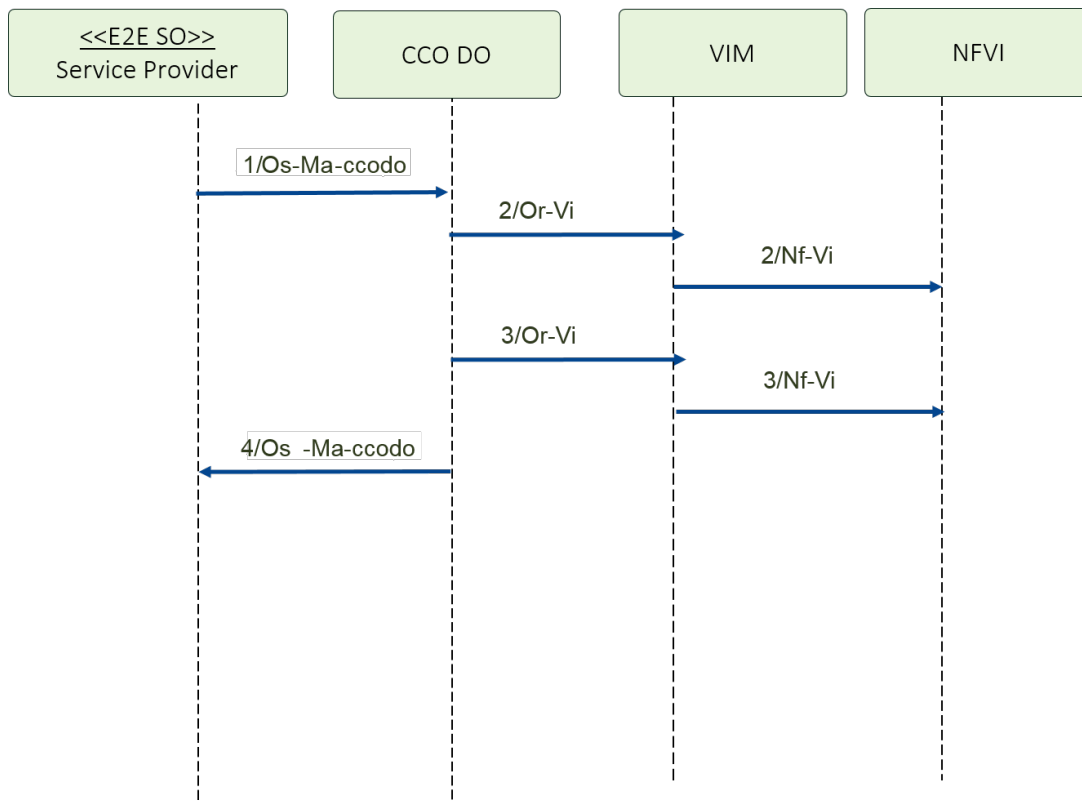 <<E2E SO>>
Service Provider
CCO DO
VIM
NFVI
1/Os-Ma-ccodo
2/Or-Vi
2/Nf-Vi
3/Or-Vi
3/Nf-Vi
4/Os -Ma-ccodo